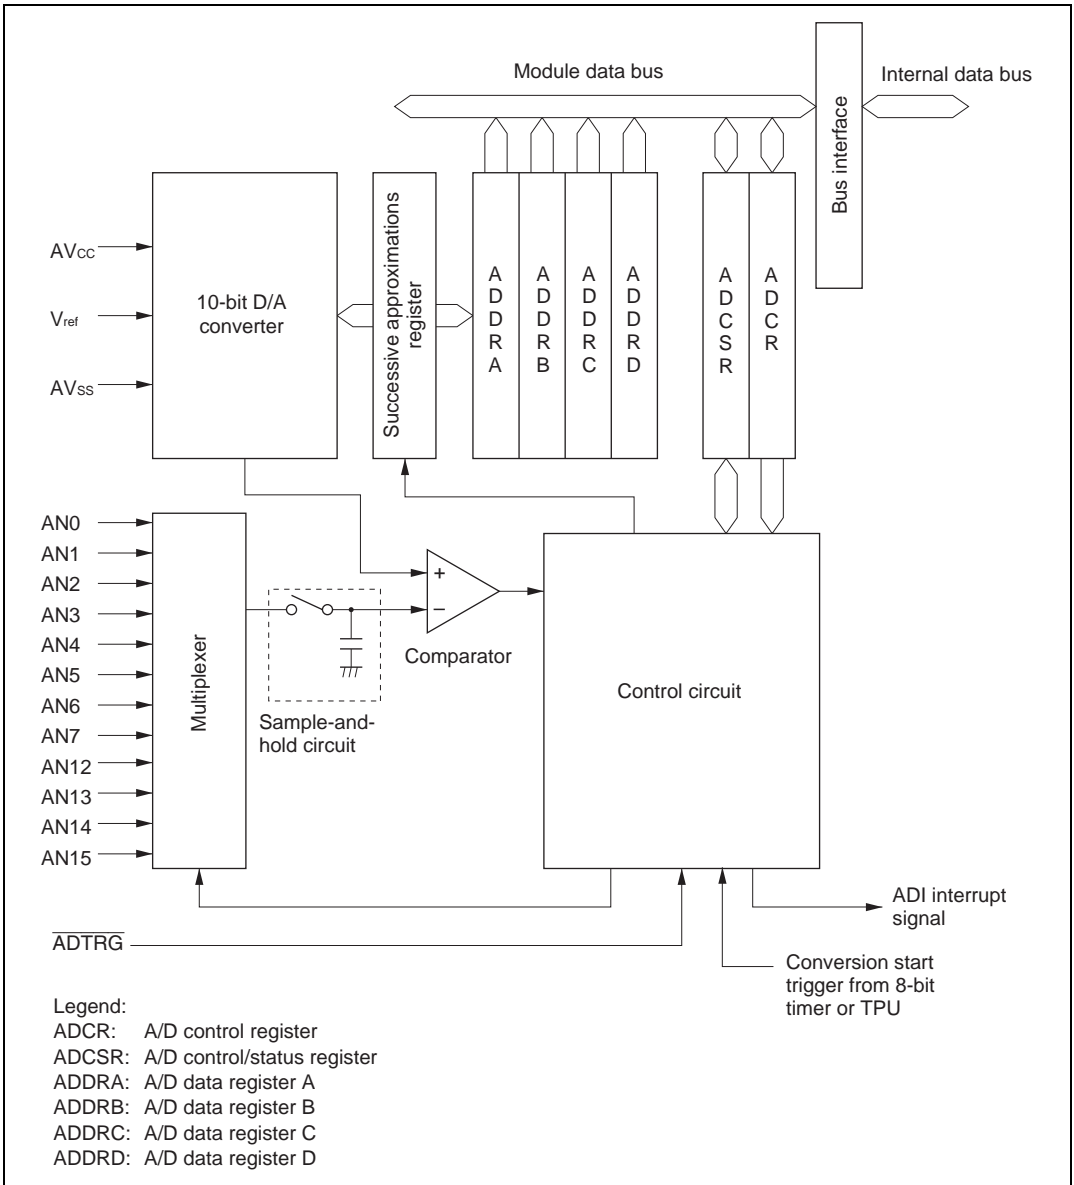 Module data bus
Internal data bus
Bus interface
AVCC
Vref
AVSS
10-bit D/A
converter
Successive approximations
register
ADDRA
ADDRB
ADDRC
ADDRD
ADCSR
ADCR
AN0
AN1
AN2
AN3
AN4
AN5
AN6
AN7
AN12
AN13
AN14
AN15
Multiplexer
Sample-and-
hold circuit
+
−
Comparator
Control circuit
ADI interrupt
signal
ADTRG
Conversion start
trigger from 8-bit
timer or TPU
Legend:
ADCR: A/D control register
ADCSR: A/D control/status register
ADDRA: A/D data register A
ADDRB: A/D data register B
ADDRC: A/D data register C
ADDRD: A/D data register D